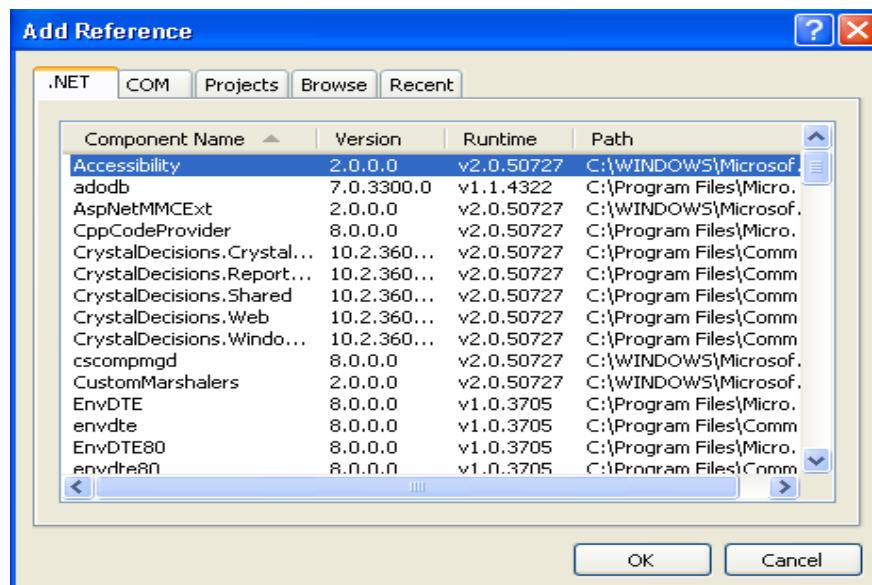 Add Reference
.NET COM Projects Browse Recent
Component Name Version Runtime Path
Accessibility 2.0.0.0 v2.0.50727 C:\WINDOWS\Microsof.
adodb 7.0.3300.0 v1.1.4322 C:\Program Files\Micro.
AspNetMMCExt 2.0.0.0 v2.0.50727 C:\WINDOWS\Microsof.
CppCodeProvider 8.0.0.0 v2.0.50727 C:\Program Files\Micro.
CrystalDecisions.Crystal... 10.2.360... v2.0.50727 C:\Program Files\Comm
CrystalDecisions.Report... 10.2.360... v2.0.50727 C:\Program Files\Comm
CrystalDecisions.Shared 10.2.360... v2.0.50727 C:\Program Files\Comm
CrystalDecisions.Web 10.2.360... v2.0.50727 C:\Program Files\Comm
CrystalDecisions.Windo... 10.2.360... v2.0.50727 C:\Program Files\Comm
cscompmgd 8.0.0.0 v2.0.50727 C:\WINDOWS\Microsof.
CustomMarshalers 2.0.0.0 v2.0.50727 C:\WINDOWS\Microsof.
EnvDTE 8.0.0.0 v1.0.3705 C:\Program Files\Micro.
envdte 8.0.0.0 v1.0.3705 C:\Program Files\Comm
EnvDTE80 8.0.0.0 v1.0.3705 C:\Program Files\Micro.
envdte80 8.0.0.0 v1.0.3705 C:\Program Files\Comm
OK Cancel